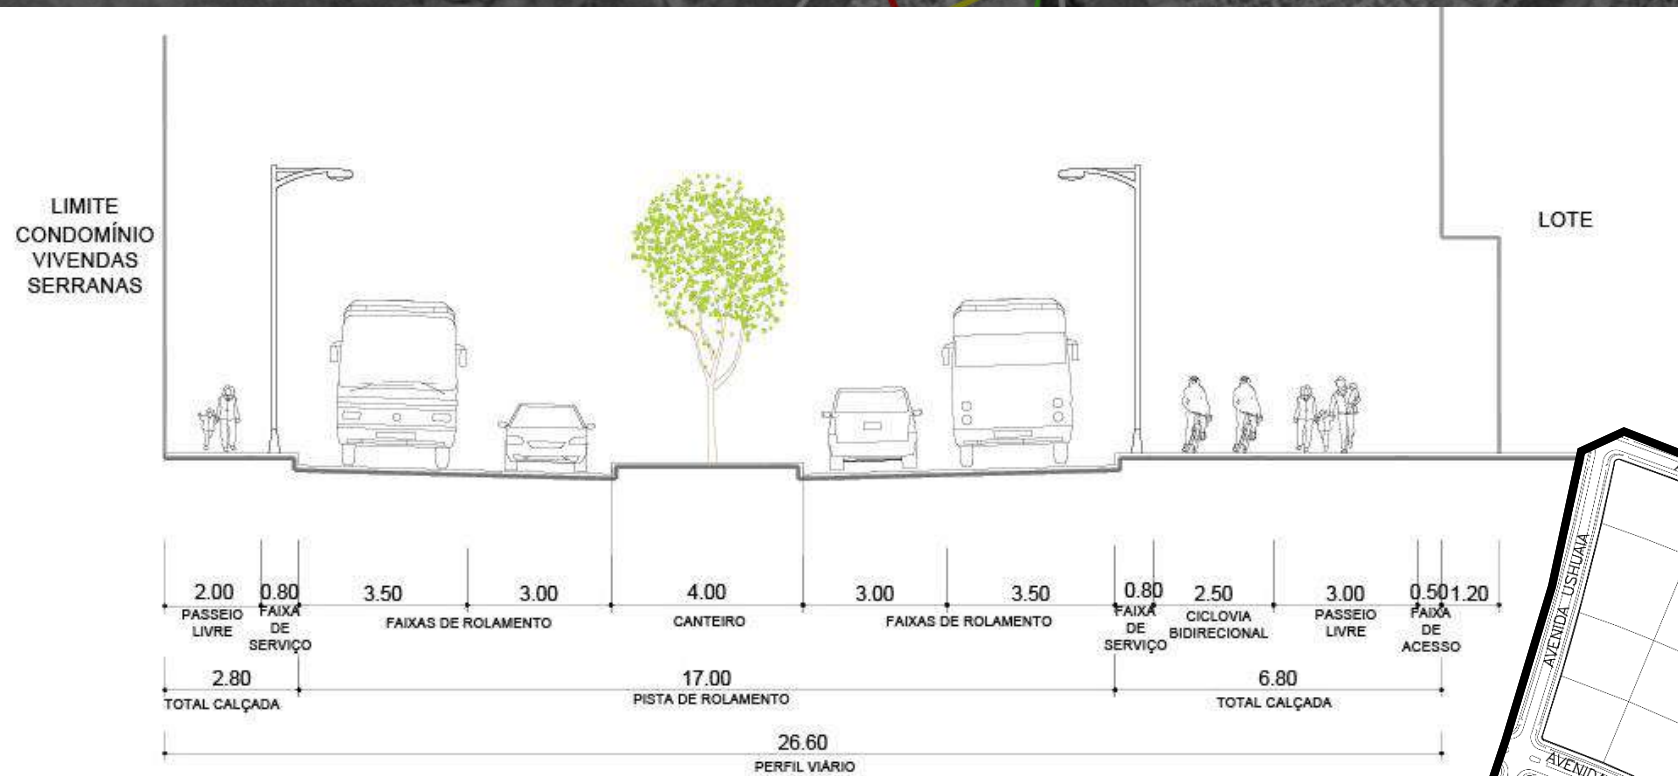 LIMITE
CONDOMÍNIO
VIVENDAS
SERRANAS
LOTE
2.00
PASSEIO
LIVRE
0.80
FAIXA
DE
SERVIÇO
3.50
3.00
FAIXAS DE ROLAMENTO
4.00
CANTEIRO
3.00
3.50
FAIXAS DE ROLAMENTO
0.80
FAIXA
DE
SERVIÇO
2.50
CICLOVIA
BIDIRECIONAL
3.00
PASSEIO
LIVRE
0.50
FAIXA
DE
ACESSO
1.20
2.80
TOTAL CALÇADA
17.00
PISTA DE ROLAMENTO
6.80
TOTAL CALÇADA
26.60
PERFIL VIÁRIO
AVENIDA USHUAIA
AVENIDA